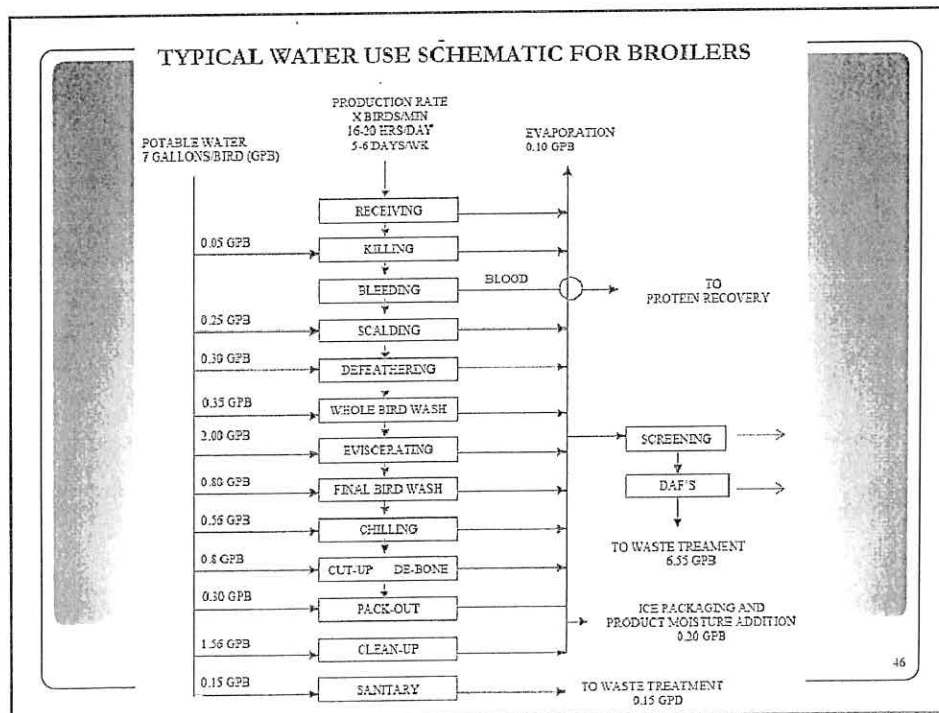 TYPICAL WATER USE SCHEMATIC FOR BROILERS
PRODUCTION RATE
X BIRDS/MIN
16-20 HRS/DAY
5-6 DAYS/WK
POTABLE WATER
7 GALLONS/BIRD (GPB)
EVAPORATION
0.10 GPB
RECEIVING
0.05 GPB
KILLING
BLEEDING
BLOOD
TO
PROTEIN RECOVERY
0.25 GPB
SCALDING
0.30 GPB
DEFEATHERING
0.35 GPB
WHOLE BIRD WASH
2.00 GPB
EVISCERATING
SCREENING
0.80 GPB
FINAL BIRD WASH
DAF'S
0.56 GPB
CHILLING
TO WASTE TREAMENT
6.55 GPB
0.8 GPB
CUT-UP DE-BONE
0.30 GPB
PACK-OUT
ICE PACKAGING AND
PRODUCT MOISTURE ADDITION
0.20 GPB
1.56 GPB
CLEAN-UP
0.15 GPB
SANITARY
TO WASTE TREATMENT
0.15 GPD
46